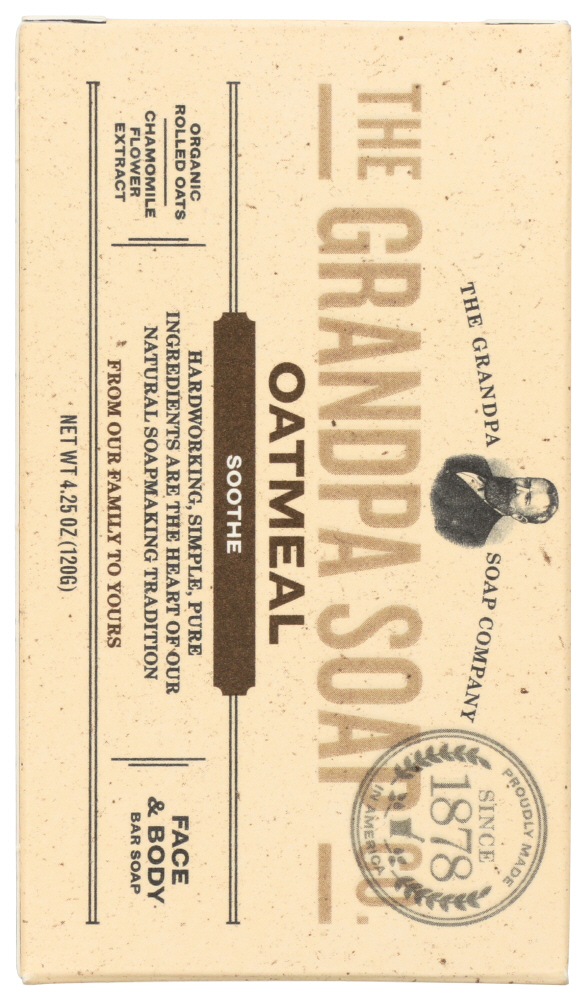 THE GRANDPA SOAP COMPANY
THE GRANDPA SOAP CO.
PROUDLY MADE
SINCE
1878
IN AMERICA
OATMEAL
SOOTHE
ORGANIC
ROLLED OATS
CHAMOMILE
FLOWER
EXTRACT
HARDWORKING, SIMPLE, PURE
INGREDIENTS ARE THE HEART OF OUR
NATURAL SOAPMAKING TRADITION
FROM OUR FAMILY TO YOURS
FACE
& BODY
BAR SOAP
NET WT 4.25 OZ (120G)